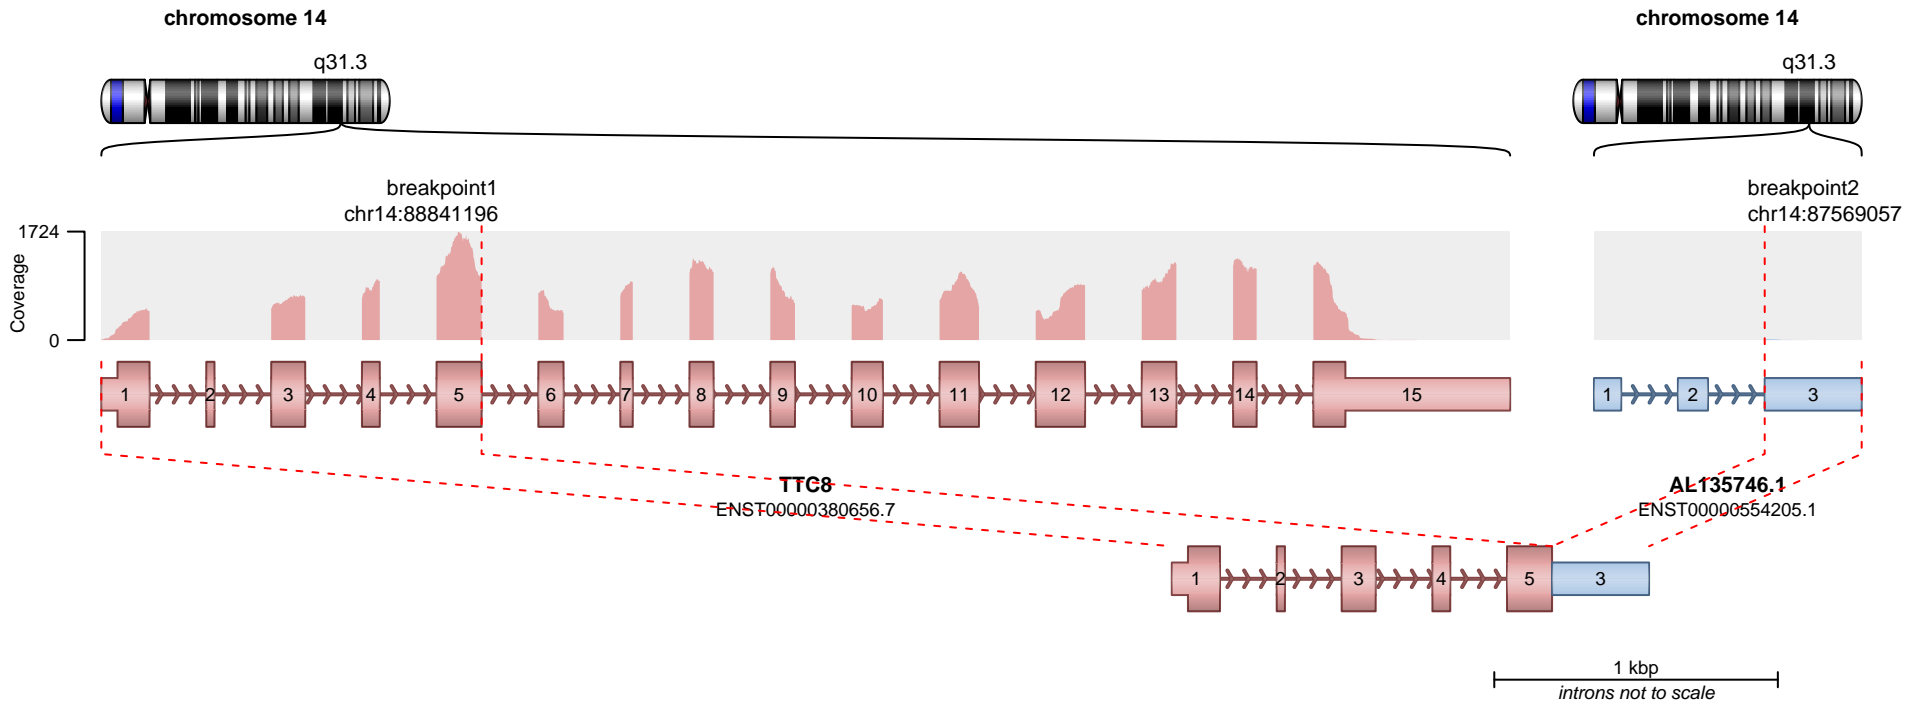 chromosome 14
chromosome 14
q31.3
q31.3
breakpoint1
chr14:88841196
breakpoint2
chr14:87569057
1724
Coverage
0
1 2 3 4 5 6 7 8 9 10 11 12 13 14 15
1 2 3
TTC8
ENST00000380656.7
AL135746.1
ENST00000554205.1
1 2 3 4 5 3
1 kbp
introns not to scale